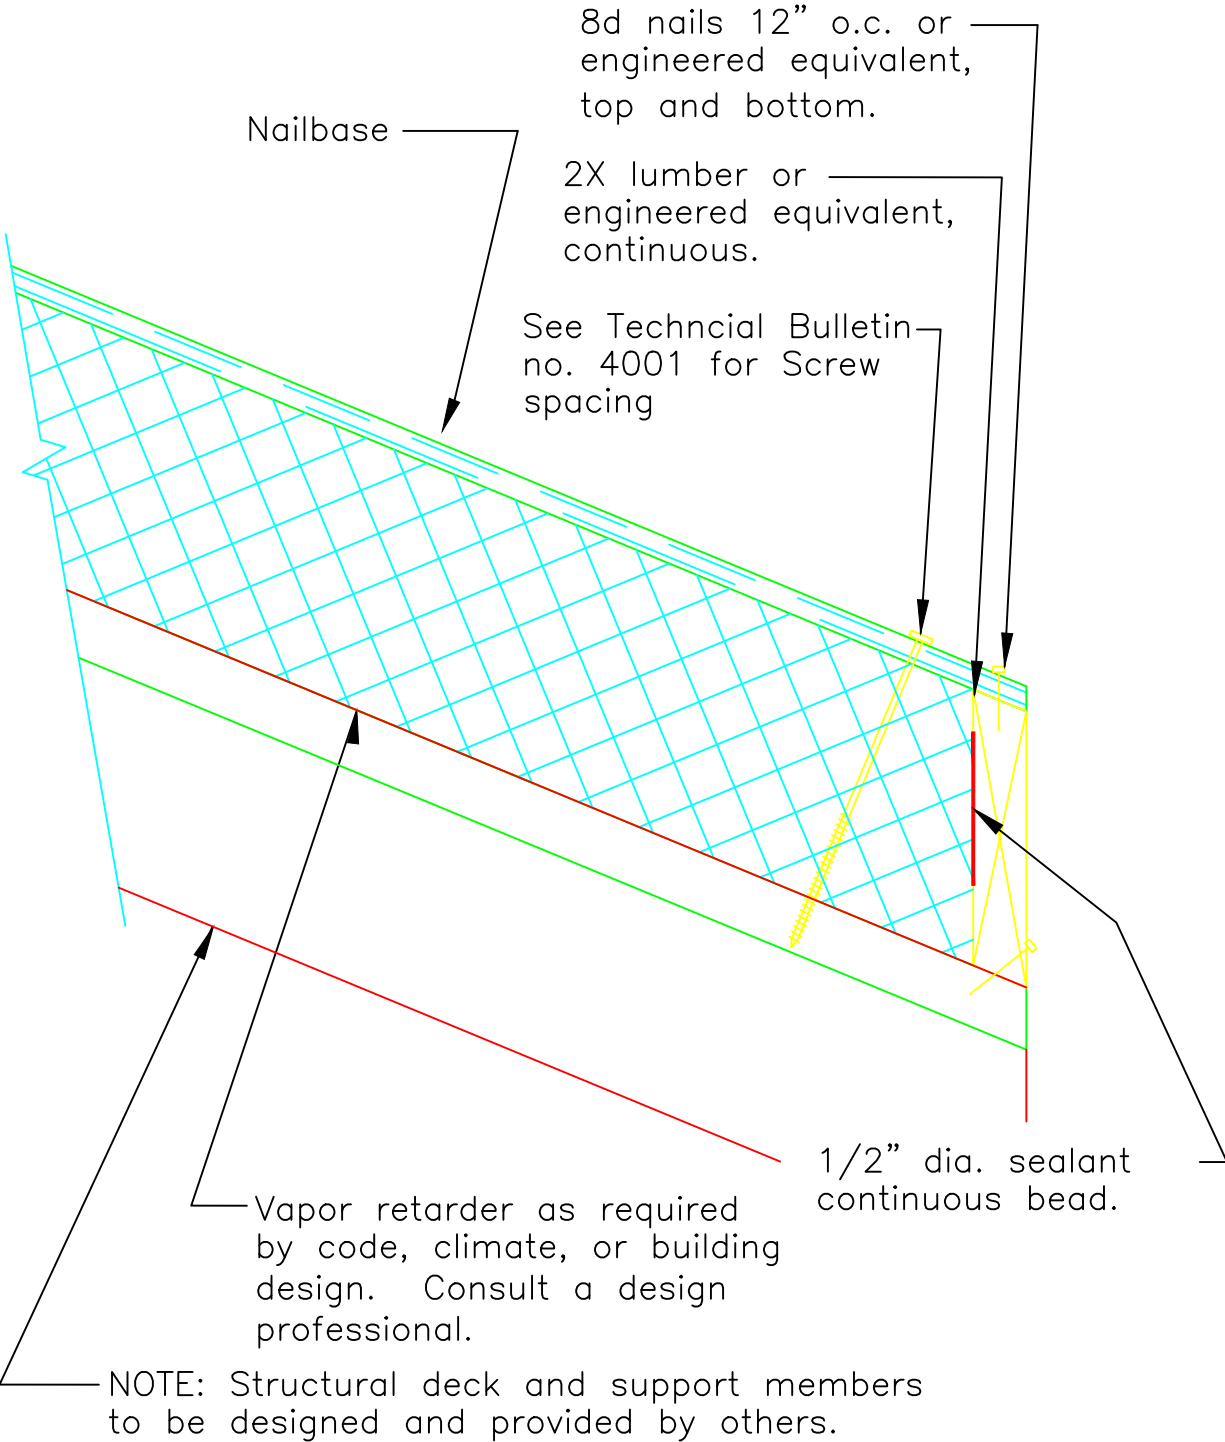 8d nails 12” o.c. or
engineered equivalent,
top and bottom.
Nailbase
2X lumber or
engineered equivalent,
continuous.
See Techncial Bulletin
no. 4001 for Screw
spacing
1/2” dia. sealant
continuous bead.
Vapor retarder as required
by code, climate, or building
design. Consult a design
professional.
NOTE: Structural deck and support members
to be designed and provided by others.